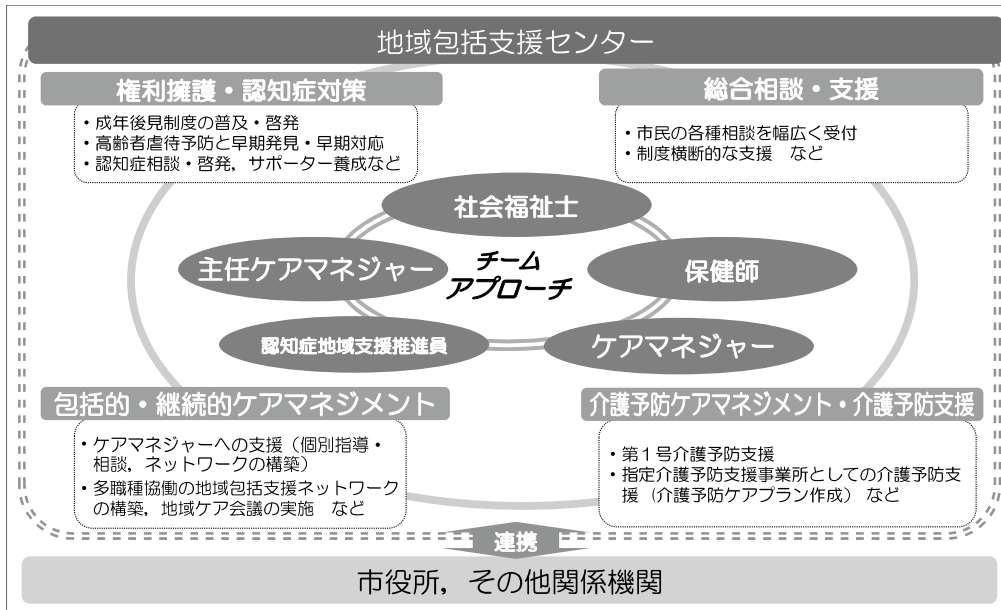 地域包括支援センター
権利擁護・認知症対策
・成年後見制度の普及・啓発
・高齢者虐待予防と早期発見・早期対応
・認知症相談・啓発，サポーター養成など
総合相談・支援
・市民の各種相談を幅広く受付
・制度横断的な支援　など
社会福祉士
主任ケアマネジャー
チーム
アプローチ
保健師
認知症地域支援推進員
ケアマネジャー
包括的・継続的ケアマネジメント
・ケアマネジャーへの支援（個別指導・
相談，ネットワークの構築）
・多職種協働の地域包括支援ネットワーク
の構築，地域ケア会議の実施　など
介護予防ケアマネジメント・介護予防支援
・第１号介護予防支援
・指定介護予防支援事業所としての介護予防支
援（介護予防ケアプラン作成）など
連携
市役所，その他関係機関